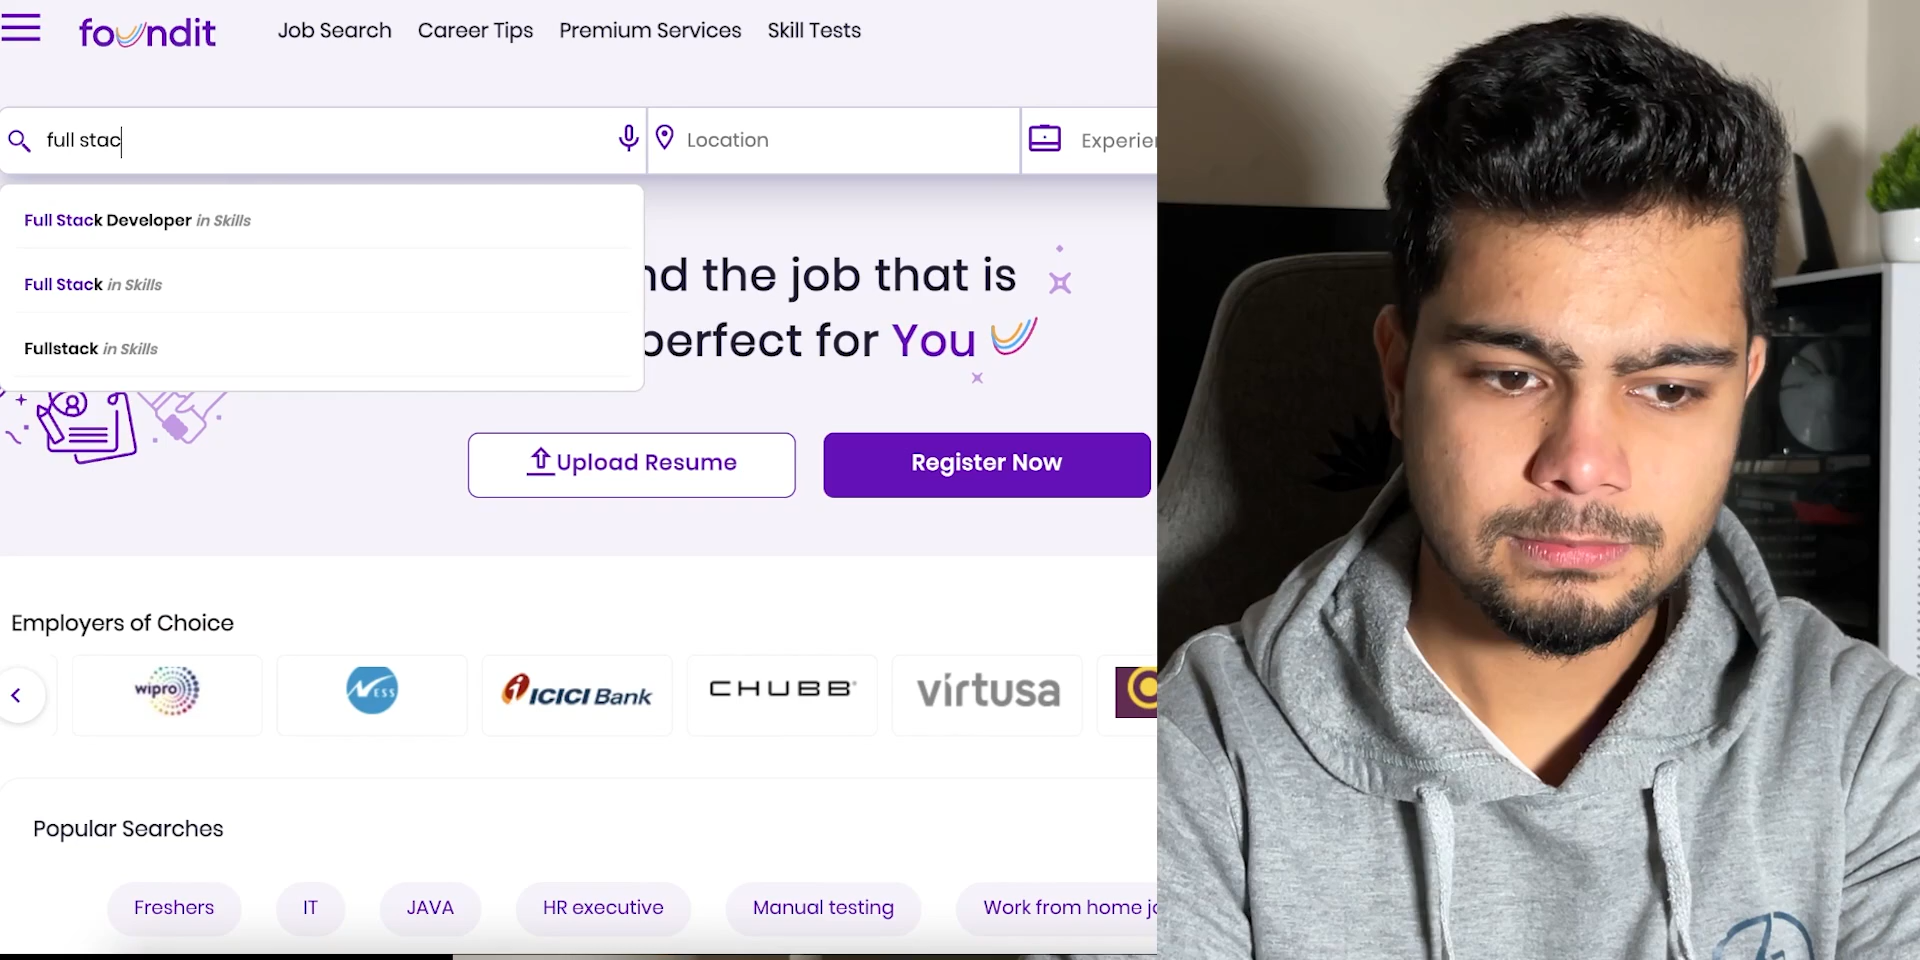 foundit
Job Search Career Tips Premium Services Skill Tests
full stac
Location
Experie
Full Stack Developer in Skills
Full Stack in Skills
Fullstack in Skills
nd the job that is
perfect for You
Upload Resume
Register Now
Employers of Choice
wipro
NESS
ICICI Bank
CHUBB
virtusa
Popular Searches
Freshers IT JAVA HR executive Manual testing Work from home jo